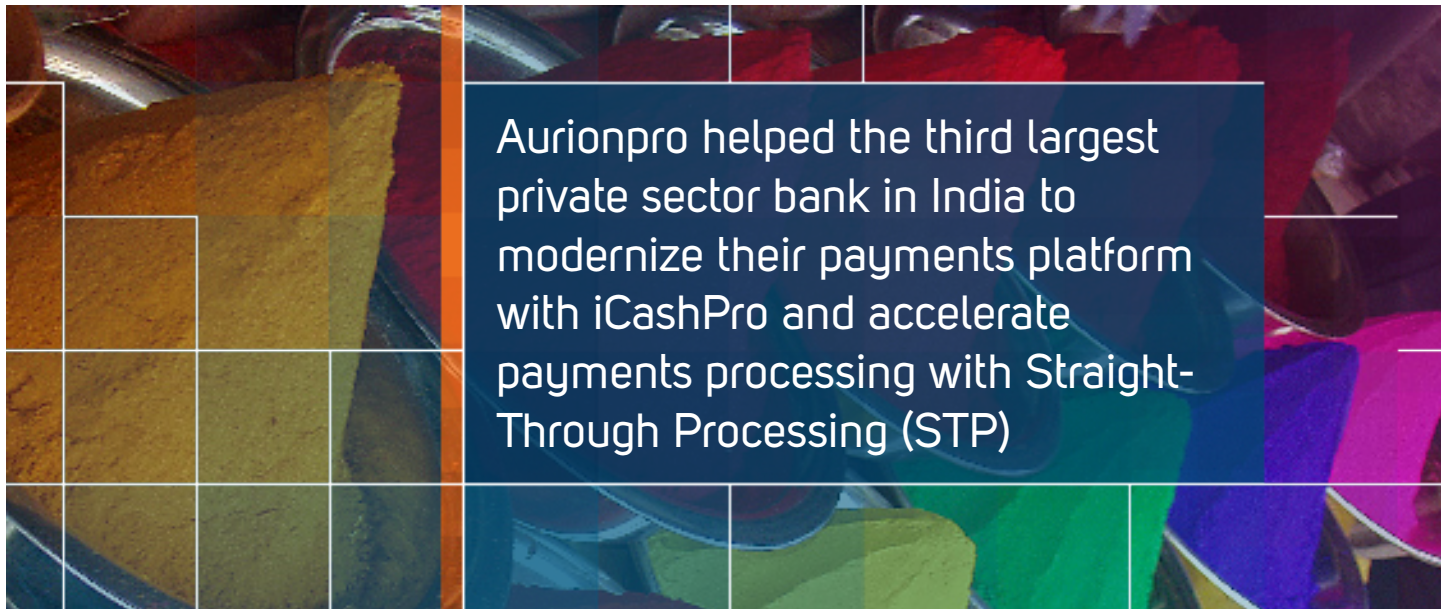 Aurionpro helped the third largest
private sector bank in India to
modernize their payments platform
with iCashPro and accelerate
payments processing with Straight-
Through Processing (STP)